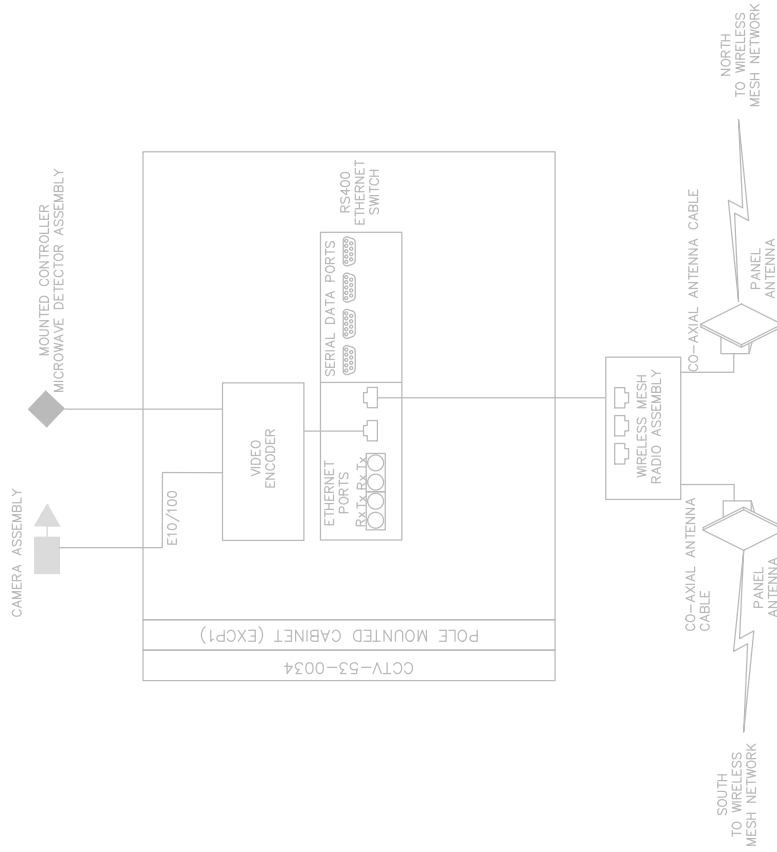 CAMERA ASSEMBLY
MOUNTED CONTROLLER
MICROWAVE DETECTOR ASSEMBLY
E10/100
VIDEO
ENCODER
ETHERNET
PORTS
Rx Tx Rx Tx
SERIAL DATA PORTS
RS400
ETHERNET
SWITCH
POLE MOUNTED CABINET (EXCP1)
CCTV-53-0034
WIRELESS MESH
RADIO ASSEMBLY
CO-AXIAL ANTENNA
CABLE
CO-AXIAL ANTENNA CABLE
PANEL
ANTENNA
PANEL
ANTENNA
SOUTH
TO WIRELESS
MESH NETWORK
NORTH
TO WIRELESS
MESH NETWORK